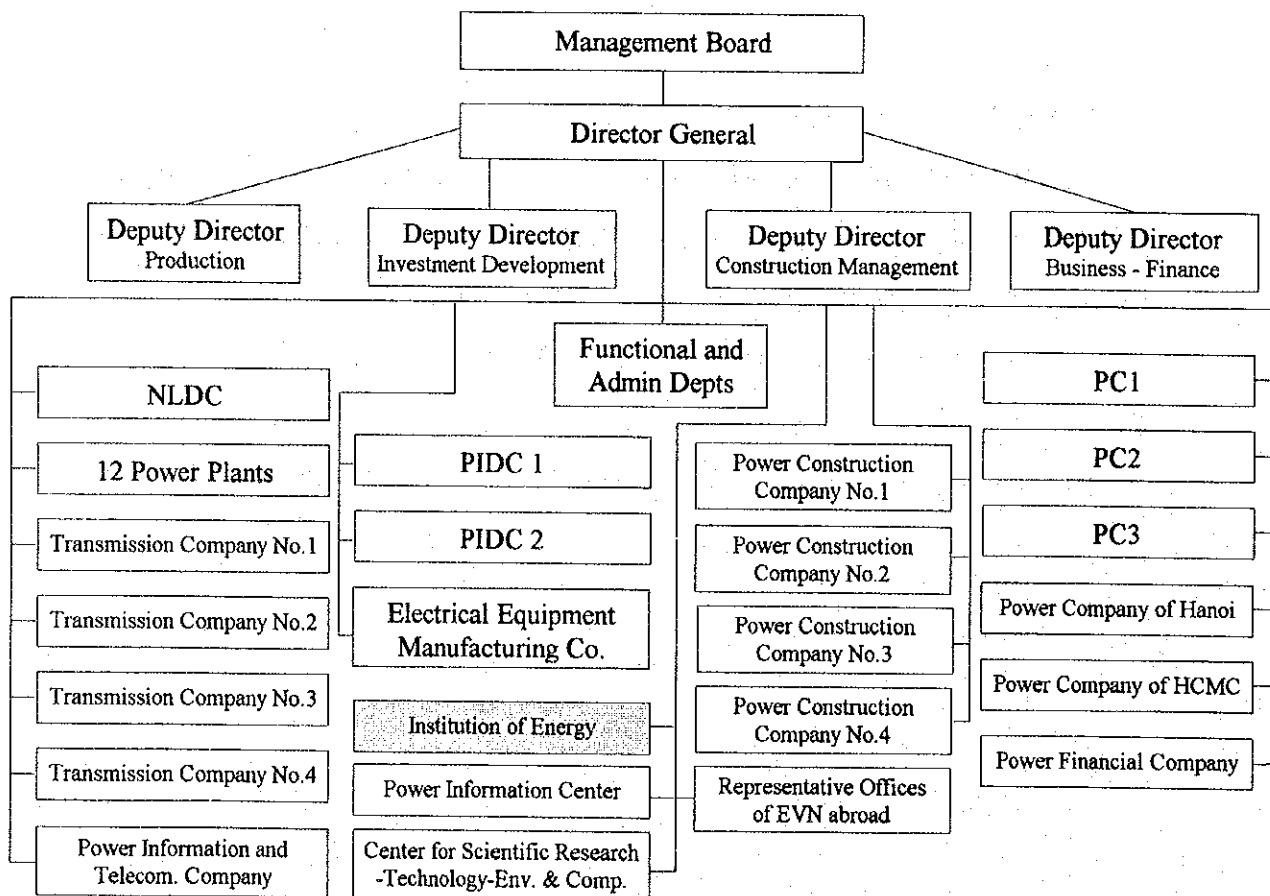 Management Board
Director General
Deputy Director
Production
Deputy Director
Investment Development
Deputy Director
Construction Management
Deputy Director
Business - Finance
Functional and
Admin Depts
NLDC
12 Power Plants
Transmission Company No.1
Transmission Company No.2
Transmission Company No.3
Transmission Company No.4
Power Information and
Telecom. Company
PIDC 1
PIDC 2
Electrical Equipment
Manufacturing Co.
Institution of Energy
Power Information Center
Center for Scientific Research
-Technology-Env. & Comp.
Power Construction
Company No.1
Power Construction
Company No.2
Power Construction
Company No.3
Power Construction
Company No.4
Representative Offices
of EVN abroad
PC1
PC2
PC3
Power Company of Hanoi
Power Company of HCMC
Power Financial Company